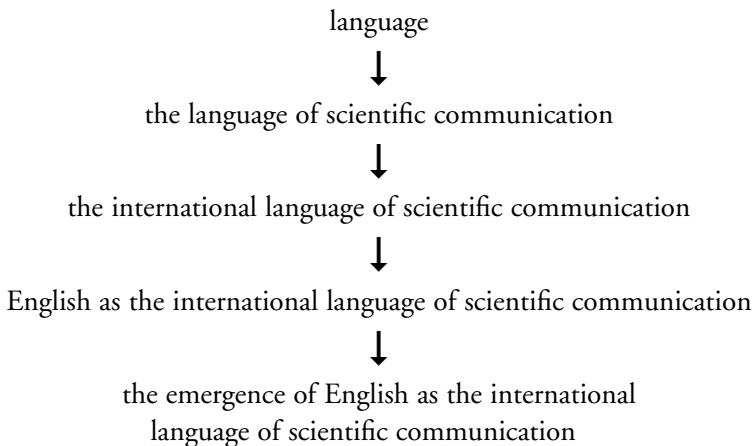 language
the language of scientific communication
the international language of scientific communication
English as the international language of scientific communication
the emergence of English as the international
language of scientific communication